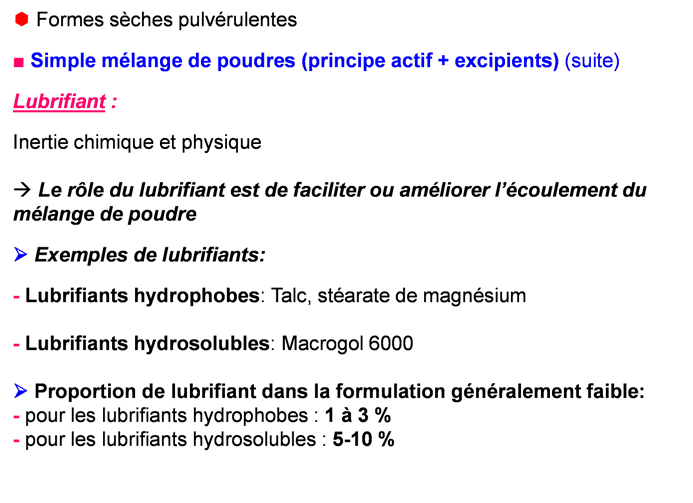 Formes sèches pulvérulentes
■ Simple mélange de poudres (principe actif + excipients) (suite)
Lubrifiant :
Inertie chimique et physique
→ Le rôle du lubrifiant est de faciliter ou améliorer l’écoulement du
mélange de poudre
➢ Exemples de lubrifiants:
- Lubrifiants hydrophobes: Talc, stéarate de magnésium
- Lubrifiants hydrosolubles: Macrogol 6000
➢ Proportion de lubrifiant dans la formulation généralement faible:
- pour les lubrifiants hydrophobes : 1 à 3 %
- pour les lubrifiants hydrosolubles : 5-10 %